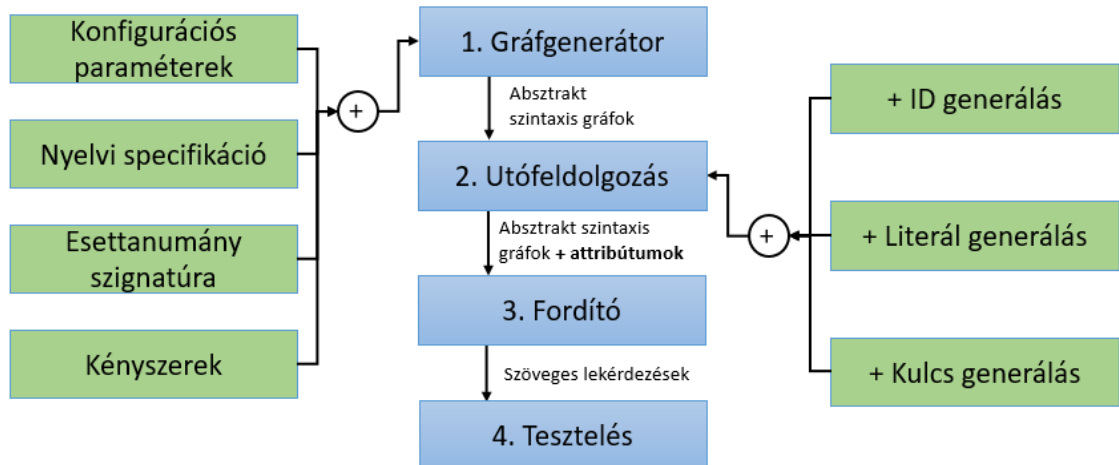 Konfigurációs
paraméterek
Nyelvi specifikáció
Esettanumány
szignatúra
Kényszerek
+
1. Gráfgenerátor
Absztrakt
szintaxis gráfok
2. Utófeldolgozás
Absztrakt szintaxis
gráfok + attribútumok
3. Fordító
Szöveges lekérdezések
4. Tesztelés
+
+ ID generálás
+ Literál generálás
+ Kulcs generálás